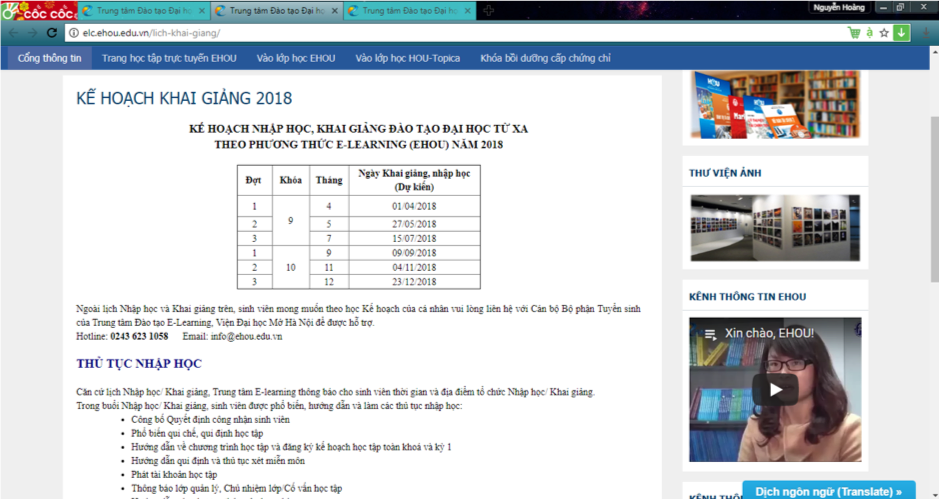 CỐC CỐC
Trung tâm Đào tạo Đại họ
Trung tâm Đào tạo Đại họ
Trung tâm Đào tạo Đại họ
Nguyễn Hoàng
elc.ehou.edu.vn/lich-khai-giang/
Cổng thông tin
Trang học tập trực tuyến EHOU
Vào lớp học EHOU
Vào lớp học HOU-Topica
Khóa bồi dưỡng cấp chứng chỉ
KẾ HOẠCH KHAI GIẢNG 2018
KẾ HOẠCH NHẬP HỌC, KHAI GIẢNG ĐÀO TẠO ĐẠI HỌC TỪ XA
THEO PHƯƠNG THỨC E-LEARNING (EHOU) NĂM 2018
Đợt Khóa Tháng Ngày Khai giảng, nhập học
(Dự kiến)
1 9 4 01/04/2018
2 5 27/05/2018
3 7 15/07/2018
1 10 9 09/09/2018
2 11 04/11/2018
3 12 23/12/2018
Ngoài lịch Nhập học và Khai giảng trên, sinh viên mong muốn theo học Kế hoạch của cá nhân vui lòng liên hệ với Cán bộ Bộ phận Tuyển sinh
của Trung tâm Đào tạo E-Learning, Viện Đại học Mở Hà Nội để được hỗ trợ.
Hotline: 0243 623 1058 Email: info@ehou.edu.vn
THỦ TỤC NHẬP HỌC
Căn cứ lịch Nhập học/ Khai giảng, Trung tâm E-learning thông báo cho sinh viên thời gian và địa điểm tổ chức Nhập học/ Khai giảng.
Trong buổi Nhập học/ Khai giảng, sinh viên được phổ biến, hướng dẫn và làm các thủ tục nhập học:
• Công bố Quyết định công nhận sinh viên
• Phổ biến qui chế, qui định học tập
• Hướng dẫn về chương trình học tập và đăng ký kế hoạch học tập toàn khoá và kỳ 1
• Hướng dẫn qui định và thủ tục xét miễn môn
• Phát tài khoản học tập
• Thông báo lớp quản lý, Chủ nhiệm lớp/Cố vấn học tập
THƯ VIỆN ẢNH
KÊNH THÔNG TIN EHOU
Xin chào, EHOU!
Dịch ngôn ngữ (Translate) »